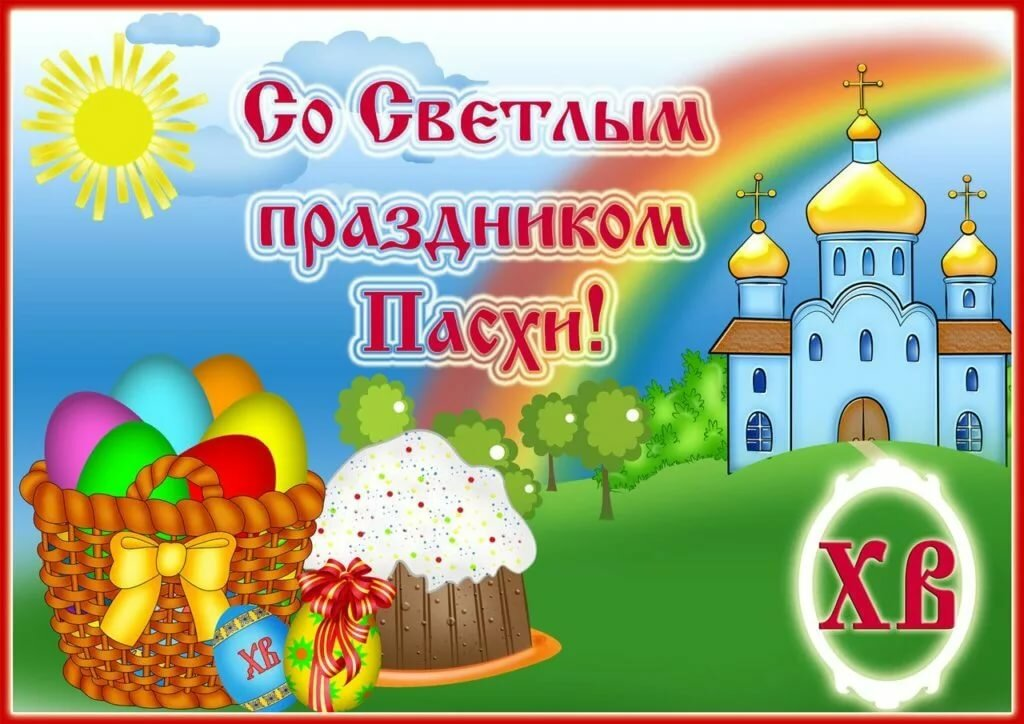 Со Светлым
праздником
Пасхи!
ХВ
ХВ